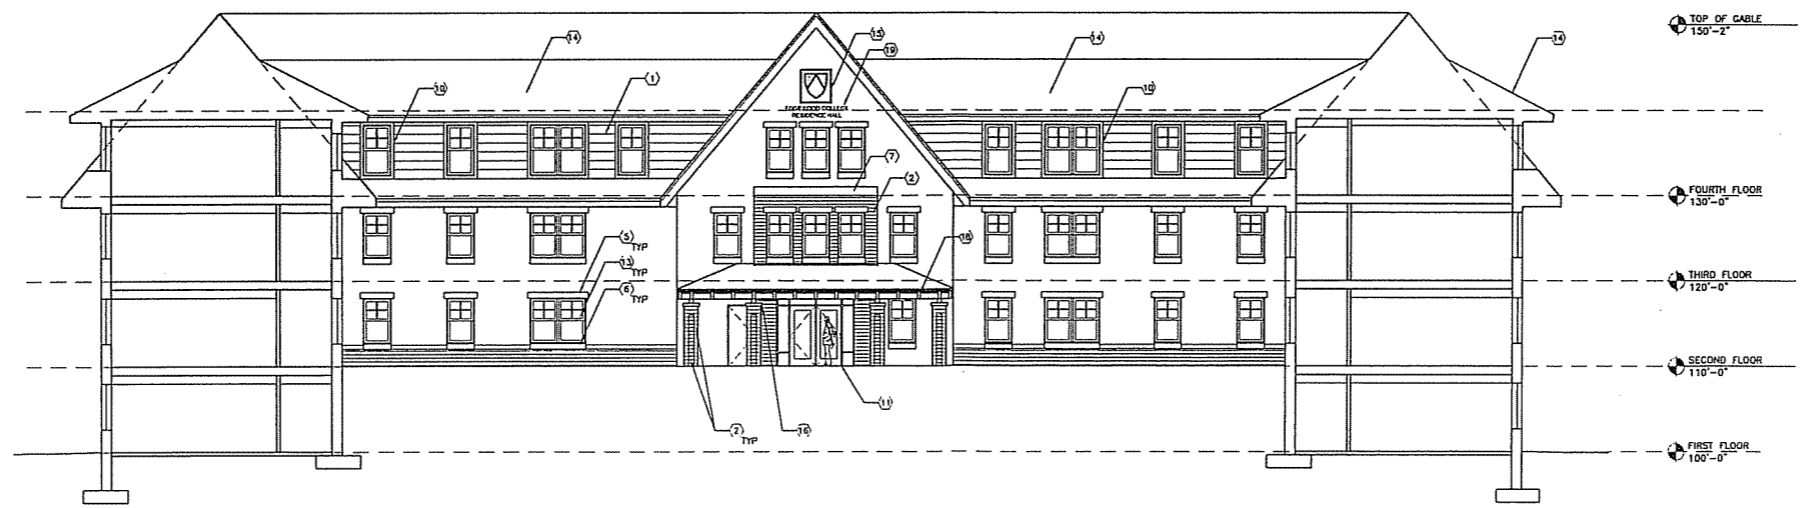 TOP OF GABLE
150'-2"
15
14
19
14
14
1
10
10
EDGEWOOD COLLEGE
RESIDENCE HALL
7
2
FOURTH FLOOR
130'-0"
5
TYP
18
13
TYP
THIRD FLOOR
120'-0"
6
TYP
SECOND FLOOR
110'-0"
11
2
TYP
16
FIRST FLOOR
100'-0"